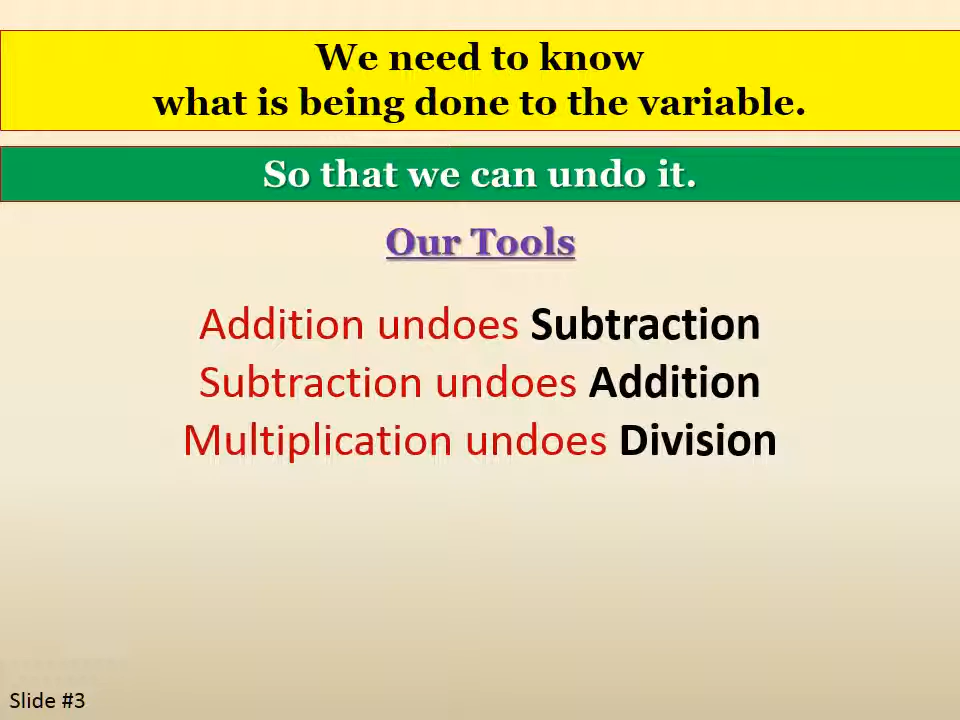 We need to know
what is being done to the variable.
So that we can undo it.
Our Tools
Addition undoes Subtraction
Subtraction undoes Addition
Multiplication undoes Division
Slide #3